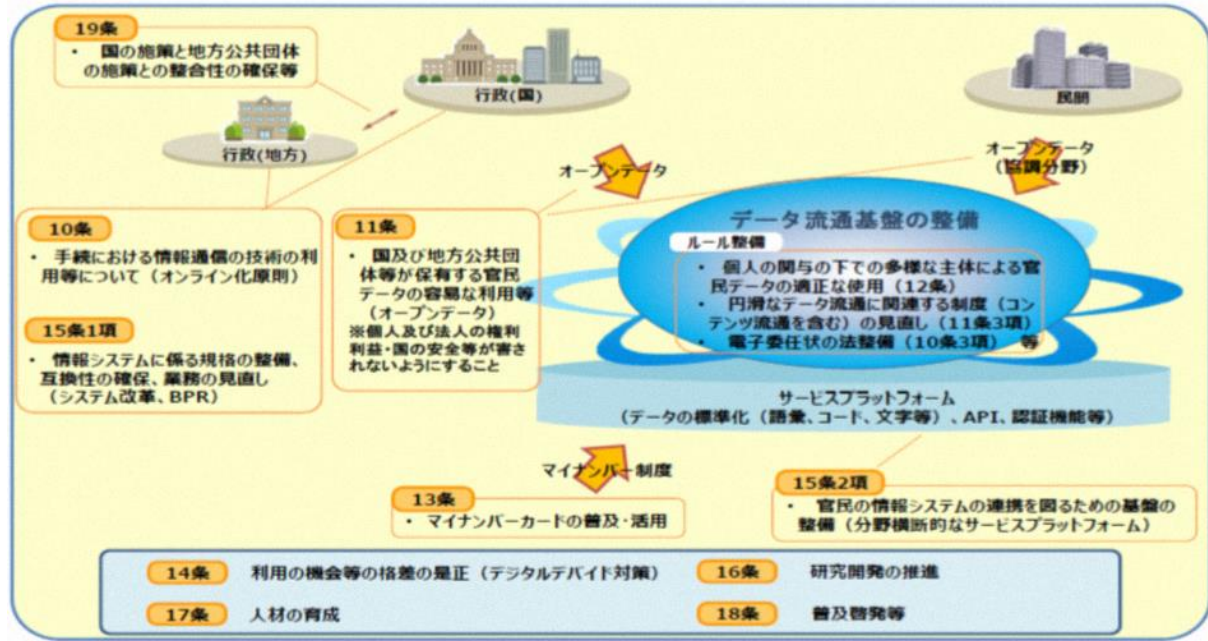 19条
・ 国の施策と地方公共団体
の施策との整合性の確保等
行政(国)
民間
行政(地方)
オープンデータ
オープンデータ
(協調分野)
10条
・ 手続における情報通信の技術の利
用等について（オンライン化原則）
15条1項
・ 情報システムに係る規格の整備、
互換性の確保、業務の見直し
（システム改革、BPR）
11条
・ 国及び地方公共団
体等が保有する官民
データの容易な利用等
（オープンデータ）
※個人及び法人の権利
利益・国の安全等が害さ
れないようにすること
データ流通基盤の整備
ルール整備
・ 個人の関与の下での多様な主体による官
民データの適正な使用（12条）
・ 円滑なデータ流通に関連する制度（コン
テンツ流通を含む）の見直し（11条3項）
・ 電子委任状の法整備（10条3項） 等
サービスプラットフォーム
（データの標準化（語彙、コード、文字等）、API、認証機能等）
マイナンバー制度
13条
・ マイナンバーカードの普及・活用
15条2項
・ 官民の情報システムの連携を図るための基盤の
整備（分野横断的なサービスプラットフォーム）
14条 利用の機会等の格差の是正（デジタルデバイド対策）
16条 研究開発の推進
17条 人材の育成
18条 普及啓発等